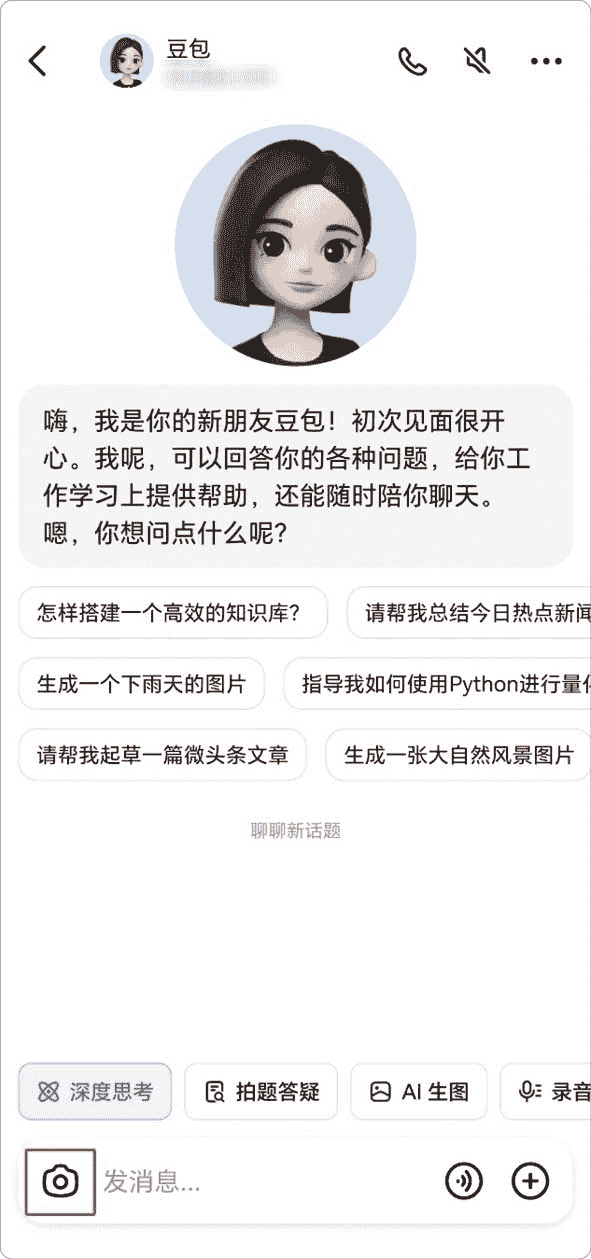 豆包
嗨，我是你的新朋友豆包！初次见面很开
心。我呢，可以回答你的各种问题，给你工
作学习上提供帮助，还能随时陪你聊天。
嗯，你想问点什么呢？
怎样搭建一个高效的知识库？
请帮我总结今日热点新闻
生成一个下雨天的图片
指导我如何使用Python进行量化
请帮我起草一篇微头条文章
生成一张大自然风景图片
聊聊新话题
深度思考
拍题答疑
AI 生图
录音
发消息...